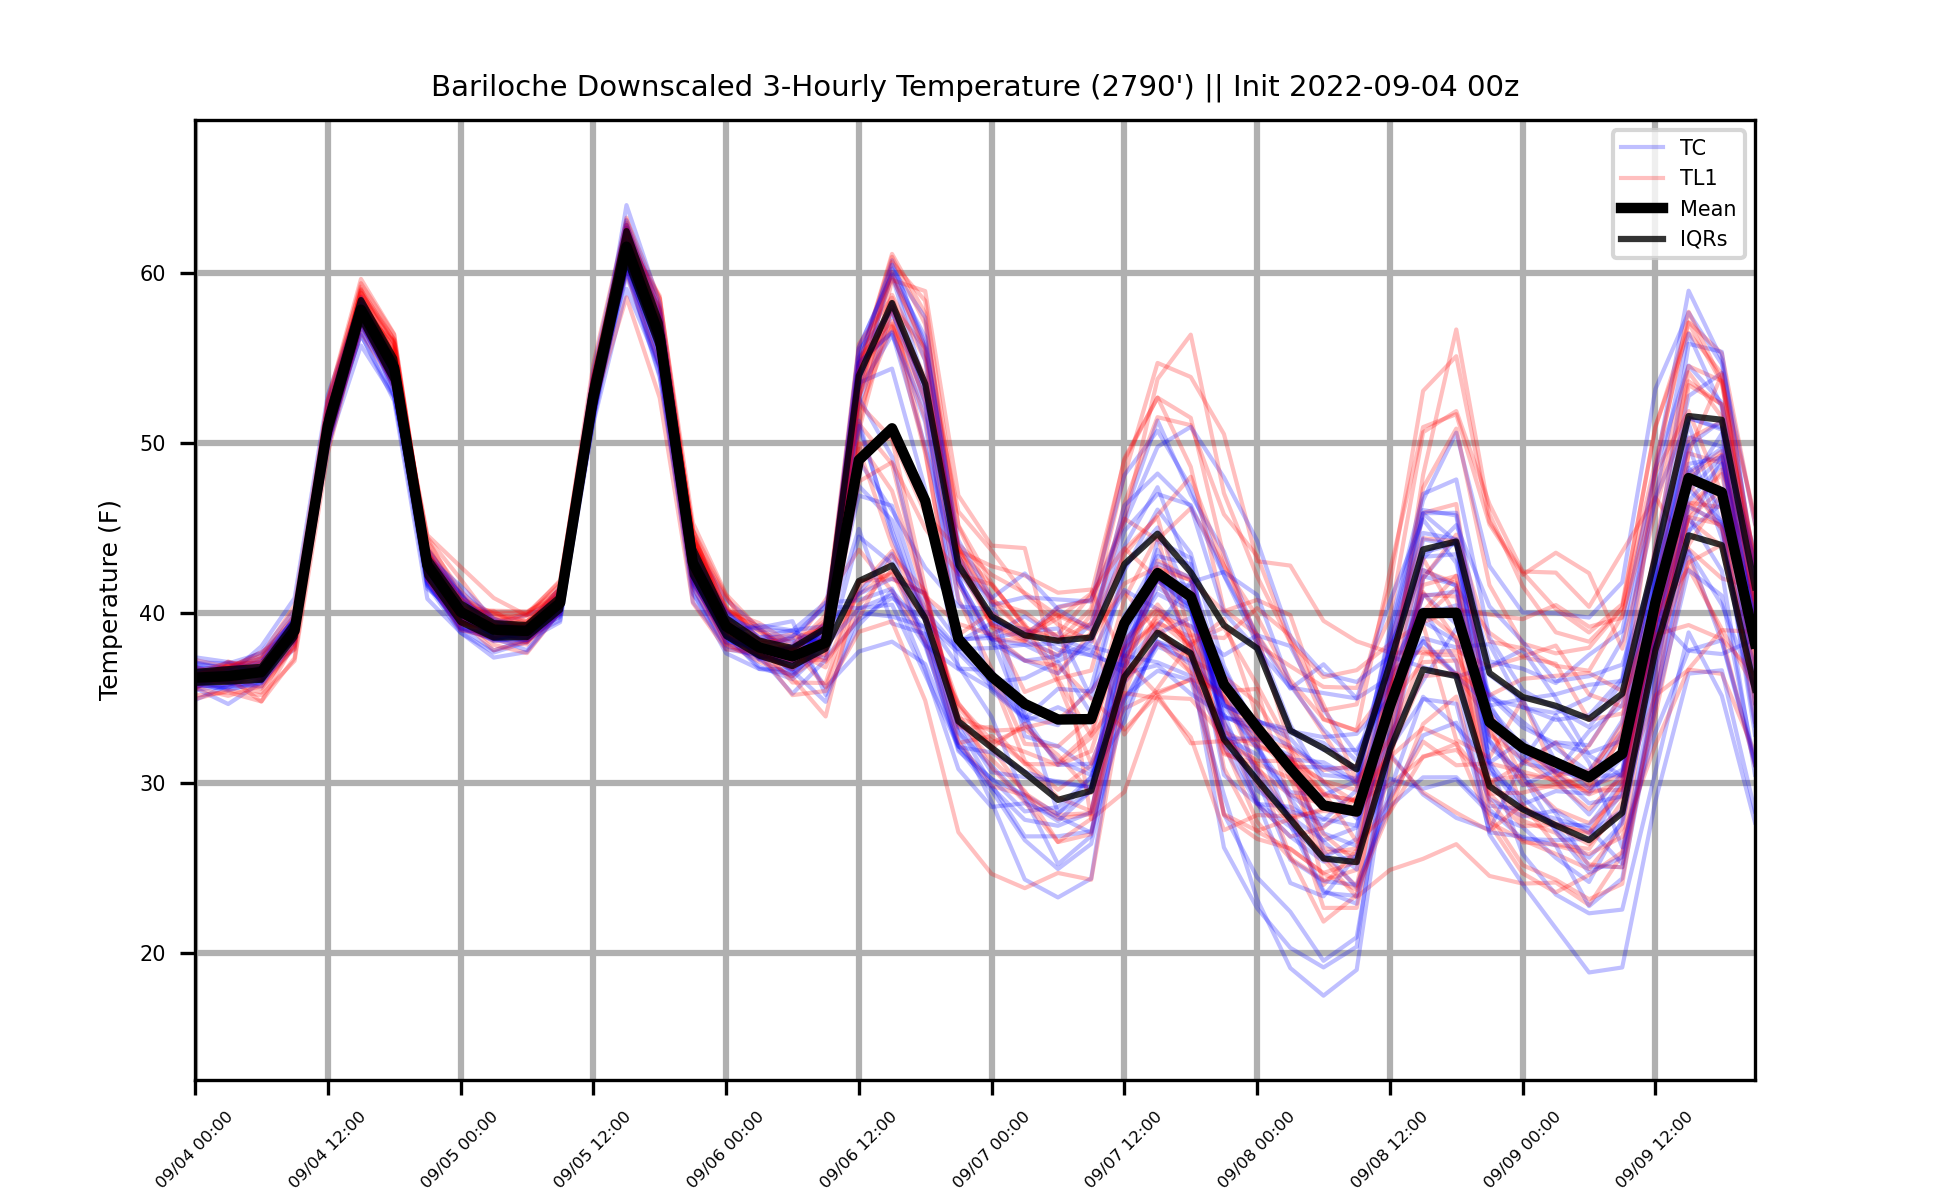 Bariloche Downscaled 3-Hourly Temperature (2790') || Init 2022-09-04 00z
TC
TL1
Mean
IQRs
Temperature (F)
60
50
40
30
20
09/04 00:00
09/04 12:00
09/05 00:00
09/05 12:00
09/06 00:00
09/06 12:00
09/07 00:00
09/07 12:00
09/08 00:00
09/08 12:00
09/09 00:00
09/09 12:00